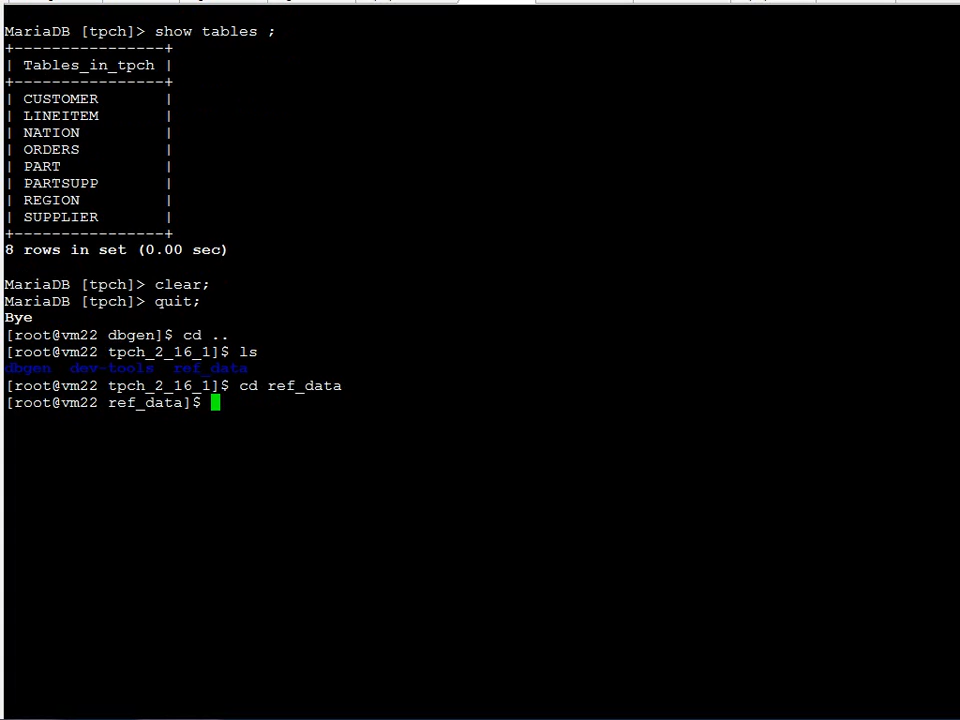 MariaDB [tpch]> show tables ;
+----------------+
| Tables_in_tpch |
+----------------+
| CUSTOMER       |
| LINEITEM       |
| NATION         |
| ORDERS         |
| PART           |
| PARTSUPP       |
| REGION         |
| SUPPLIER       |
+----------------+
8 rows in set (0.00 sec)
MariaDB [tpch]> clear;
MariaDB [tpch]> quit;
Bye
[root@vm22 dbgen]$ cd ..
[root@vm22 tpch_2_16_1]$ ls
dbgen  dev-tools  ref_data
[root@vm22 tpch_2_16_1]$ cd ref_data
[root@vm22 ref_data]$